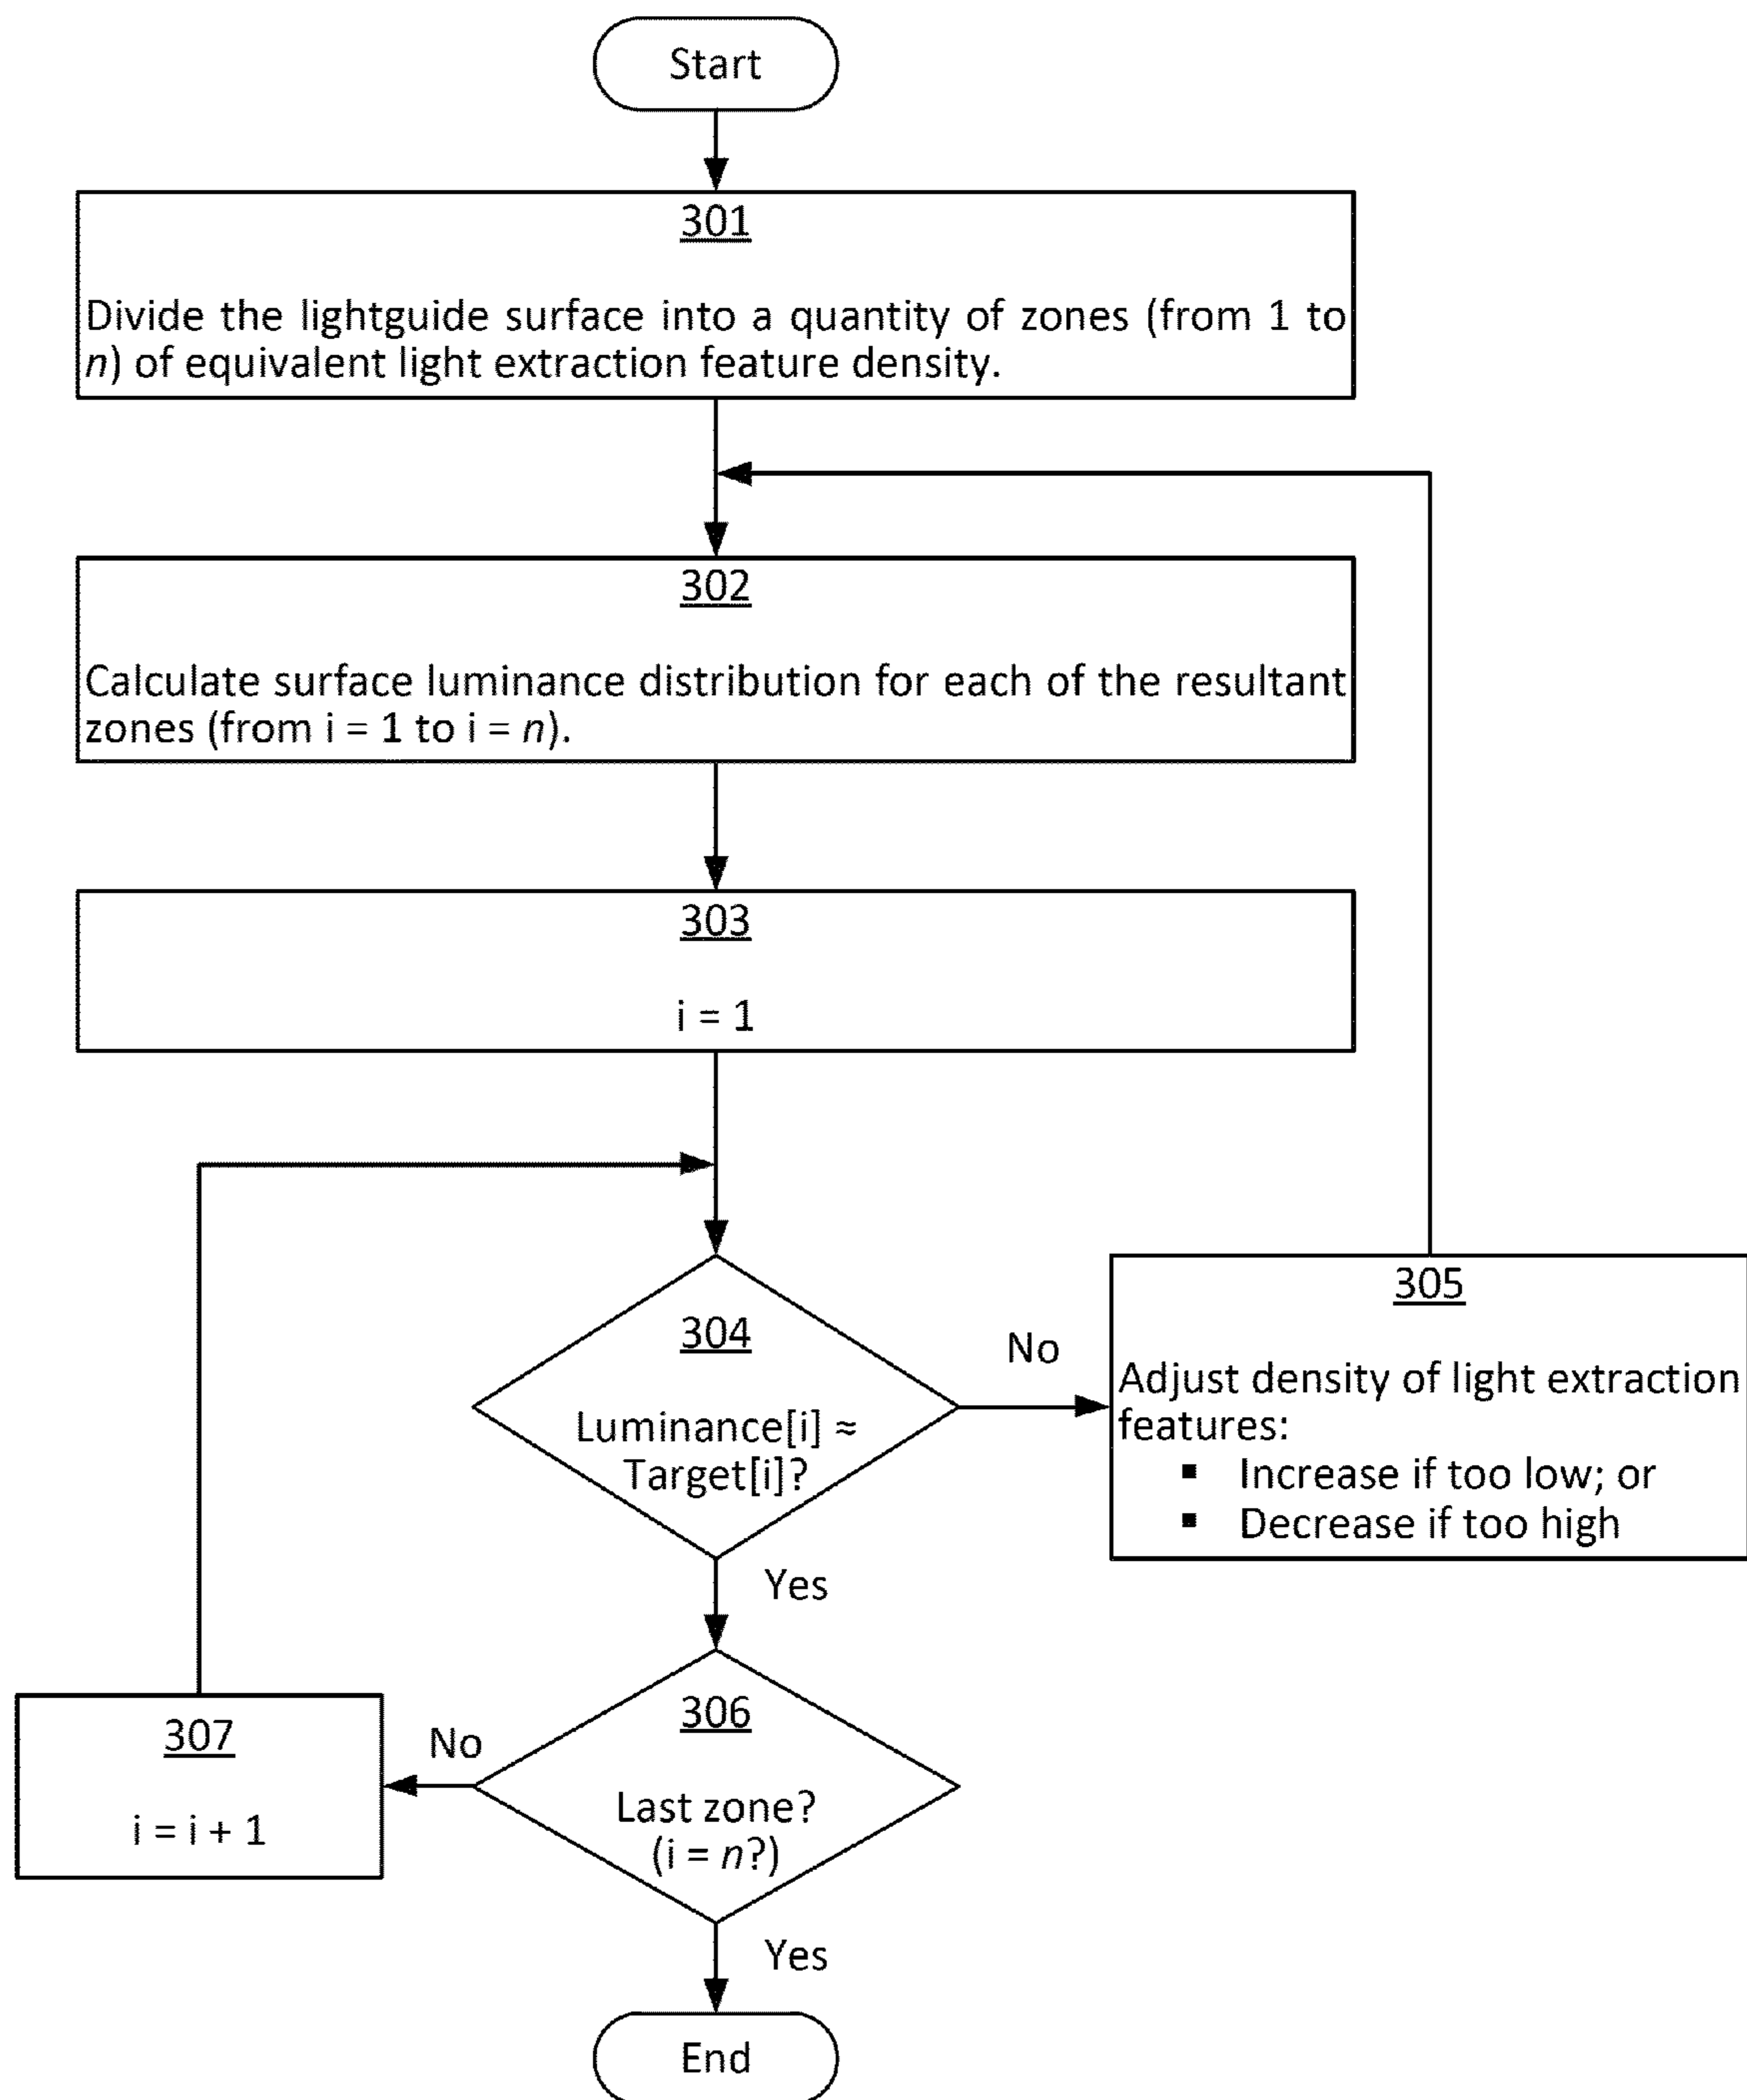 Start
301
Divide the lightguide surface into a quantity of zones (from 1 to
n) of equivalent light extraction feature density.
302
Calculate surface luminance distribution for each of the resultant
zones (from i = 1 to i = n).
303
i = 1
304
Luminance[i] ≈
Target[i]?
No
305
Adjust density of light extraction
features:
▪ Increase if too low; or
▪ Decrease if too high
Yes
306
Last zone?
(i = n?)
No
307
i = i + 1
Yes
End